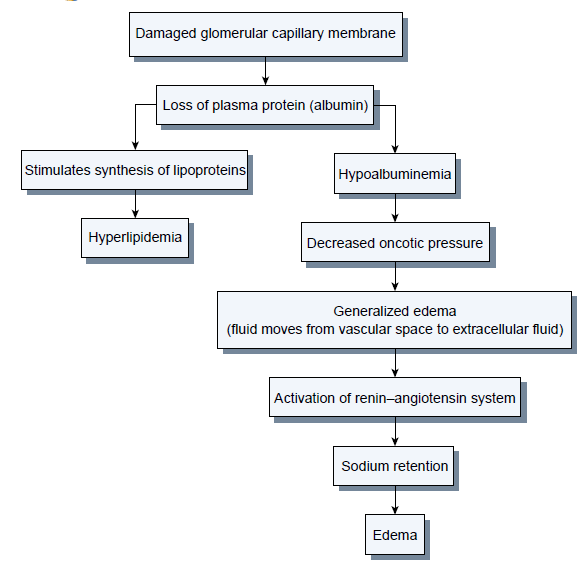 Damaged glomerular capillary membrane
Loss of plasma protein (albumin)
Stimulates synthesis of lipoproteins
Hypoalbuminemia
Hyperlipidemia
Decreased oncotic pressure
Generalized edema
(fluid moves from vascular space to extracellular fluid)
Activation of renin–angiotensin system
Sodium retention
Edema